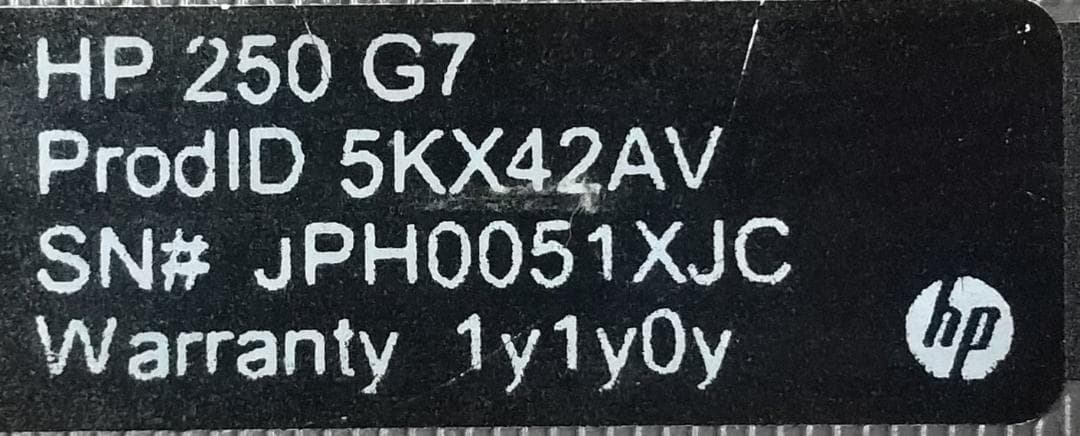 HP 250 G7
ProdID 5KX42AV
SN# JPH0051XJC
Warranty 1y1y0y
hp